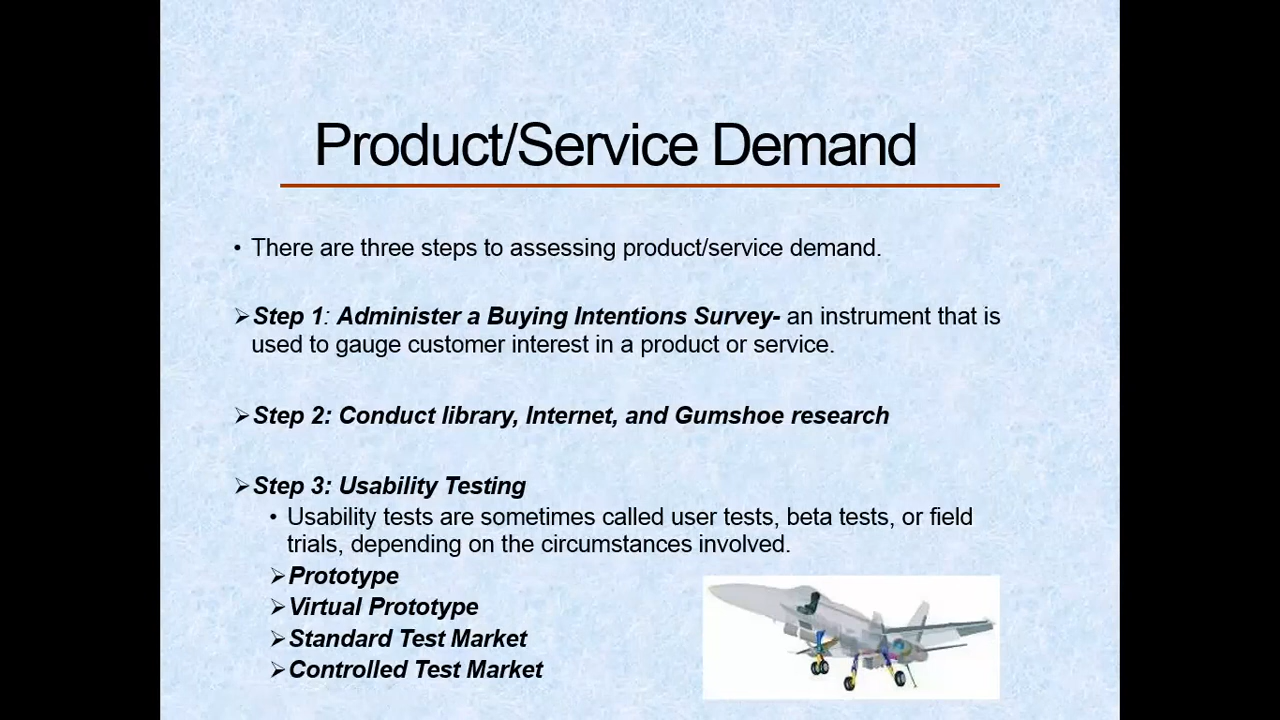 Product/Service Demand
• There are three steps to assessing product/service demand.
➢Step 1: Administer a Buying Intentions Survey- an instrument that is
used to gauge customer interest in a product or service.
➢Step 2: Conduct library, Internet, and Gumshoe research
➢Step 3: Usability Testing
• Usability tests are sometimes called user tests, beta tests, or field
trials, depending on the circumstances involved.
➢Prototype
➢Virtual Prototype
➢Standard Test Market
➢Controlled Test Market